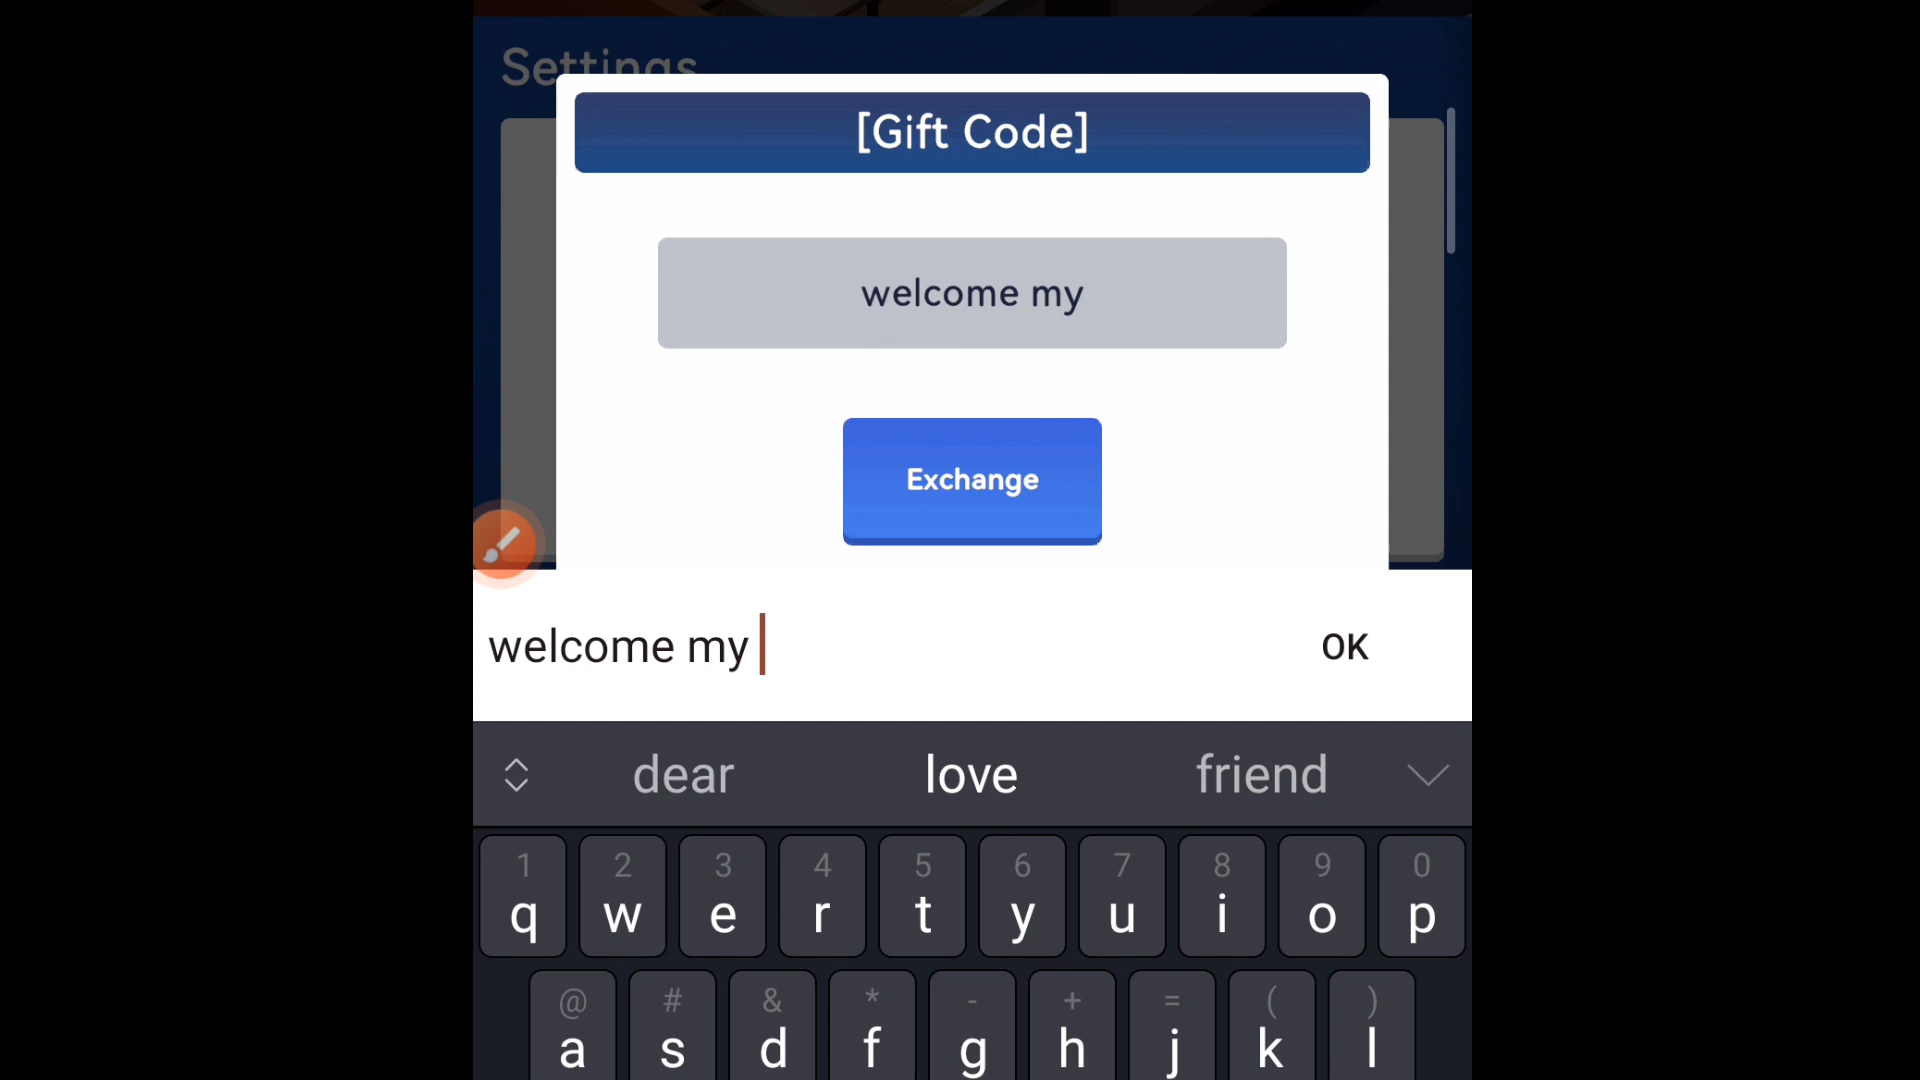 Settings
[Gift Code]
welcome my
Exchange
welcome my
OK
dear love friend
1 2 3 4 5 6 7 8 9 0
q w e r t y u i o p
@ # & * - + = ( )
a s d f g h j k l